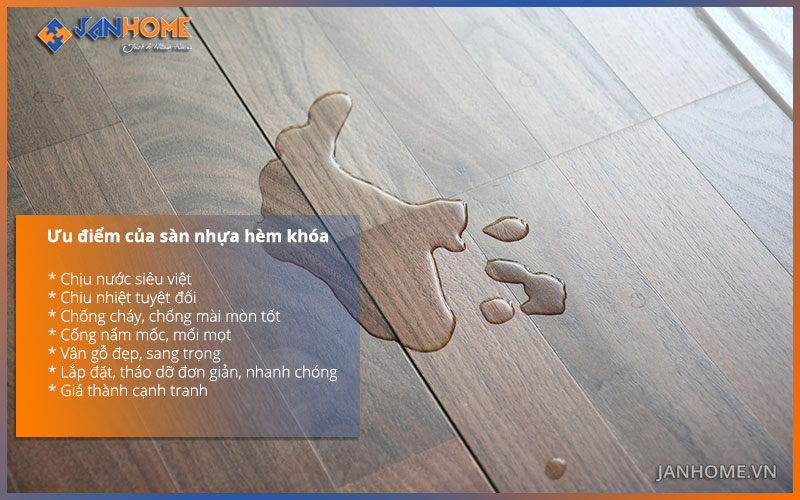 JANHOME
Ưu điểm của sàn nhựa hèm khóa
* Chịu nước siêu việt
* Chiu nhiệt tuyệt đối
* Chống cháy, chống mài mòn tốt
* Cống nấm mốc, mối mọt
* Vân gỗ đẹp, sang trọng
* Lắp đặt, tháo dỡ đơn giản, nhanh chóng
* Giá thành cạnh tranh
JANHOME.VN